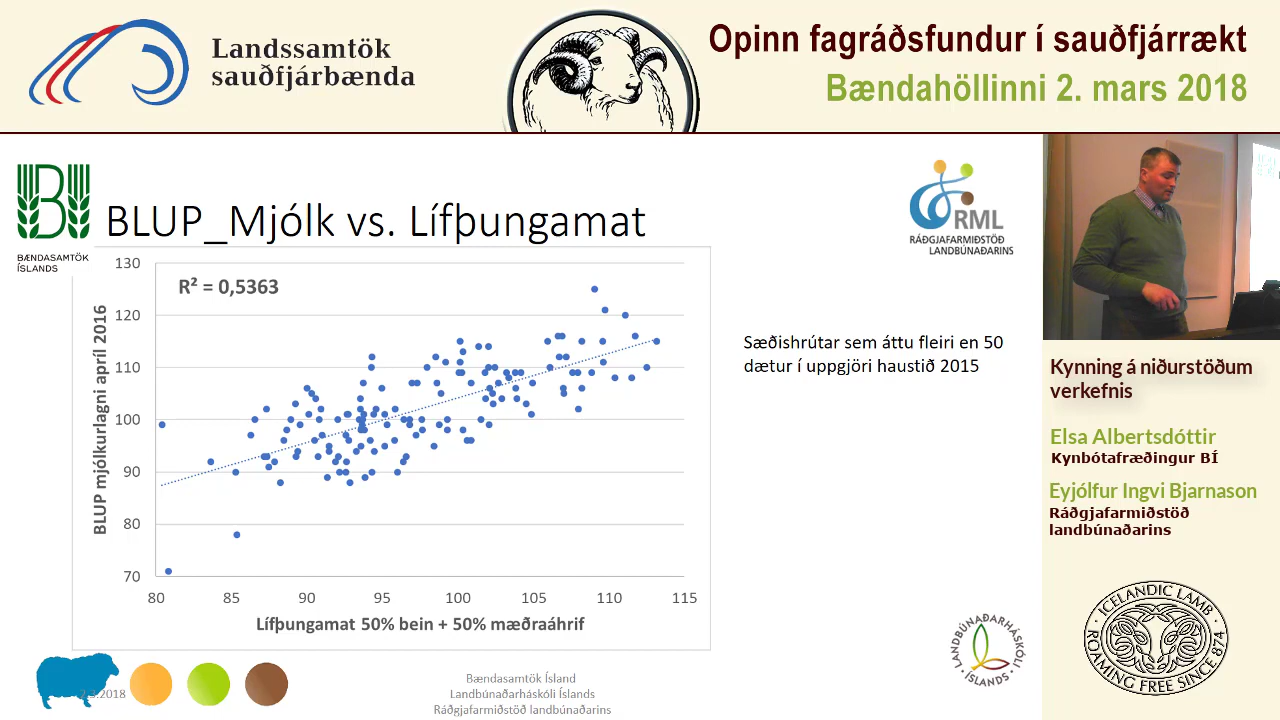 Landssamtök
sauðfjárbænda
Opinn fagráðsfundur í sauðfjárrækt
Bændahöllinni 2. mars 2018
BÆNDASAMTÖK
ÍSLANDS
BLUP_Mjólk vs. Lífþungamat
RML
RÁÐGJAFARMIÐSTÖÐ
LANDBÚNAÐARINS
R² = 0,5363
BLUP mjólkurlagni apríl 2016
130
120
110
100
90
80
70
80 85 90 95 100 105 110 115
Lífþungamat 50% bein + 50% mæðraáhrif
Sæðishrútar sem áttu fleiri en 50
dætur í uppgjöri haustið 2015
Kynning á niðurstöðum
verkefnis
Elsa Albertsdóttir
Kynbótafræðingur BÍ
Eyjólfur Ingvi Bjarnason
Ráðgjafarmiðstöð
landbúnaðarins
LANDBÚNAÐARHÁSKÓLI
ÍSLANDS
ICELANDIC LAMB
ROAMING FREE SINCE 874
2.3.2018
Bændasamtök Ísland
Landbúnaðarháskóli Íslands
Ráðgjafarmiðstöð landbúnaðarins